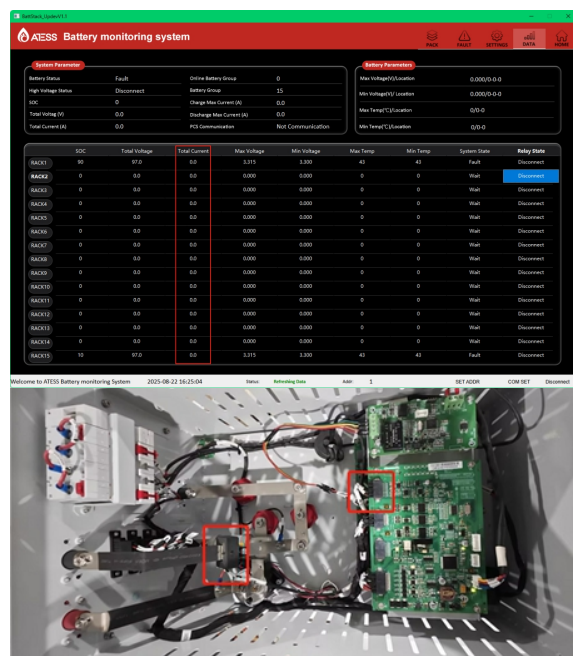 BattStack_UpdevV1.1
ATESS Battery monitoring system
PACK FAULT SETTINGS DATA HOME
System Parameter
Battery Status Fault Online Battery Group 0
High Voltage Status Disconnect Battery Group 15
SOC 0 Charge Max Current (A) 0.0
Total Voltag (V) 0.0 Discharge Max Current (A) 0.0
Total Current (A) 0.0 PCS Communication Not Communication
Battery Parameters
Max Voltage(V)/Location 0.000/0-0-0
Min Voltage(V)/ Location 0.000/0-0-0
Max Temp(°C)/Location 0/0-0
Min Temp(°C)/Location 0/0-0
SOC Total Voltage Total Current Max Voltage Min Voltage Max Temp Min Temp System State Relay State
RACK1 90 97.0 0.0 3.315 3.300 43 43 Fault Disconnect
RACK2 0 0.0 0.0 0.000 0.000 0 0 Wait Disconnect
RACK3 0 0.0 0.0 0.000 0.000 0 0 Wait Disconnect
RACK4 0 0.0 0.0 0.000 0.000 0 0 Wait Disconnect
RACK5 0 0.0 0.0 0.000 0.000 0 0 Wait Disconnect
RACK6 0 0.0 0.0 0.000 0.000 0 0 Wait Disconnect
RACK7 0 0.0 0.0 0.000 0.000 0 0 Wait Disconnect
RACK8 0 0.0 0.0 0.000 0.000 0 0 Wait Disconnect
RACK9 0 0.0 0.0 0.000 0.000 0 0 Wait Disconnect
RACK10 0 0.0 0.0 0.000 0.000 0 0 Wait Disconnect
RACK11 0 0.0 0.0 0.000 0.000 0 0 Wait Disconnect
RACK12 0 0.0 0.0 0.000 0.000 0 0 Wait Disconnect
RACK13 0 0.0 0.0 0.000 0.000 0 0 Wait Disconnect
RACK14 0 0.0 0.0 0.000 0.000 0 0 Wait Disconnect
RACK15 10 97.0 0.0 3.315 3.300 43 43 Fault Disconnect
Welcome to ATESS Battery monitoring System 2025-08-22 16:25:04 Status: Refreshing Data Addr: 1 SET ADDR COM SET Disconnect